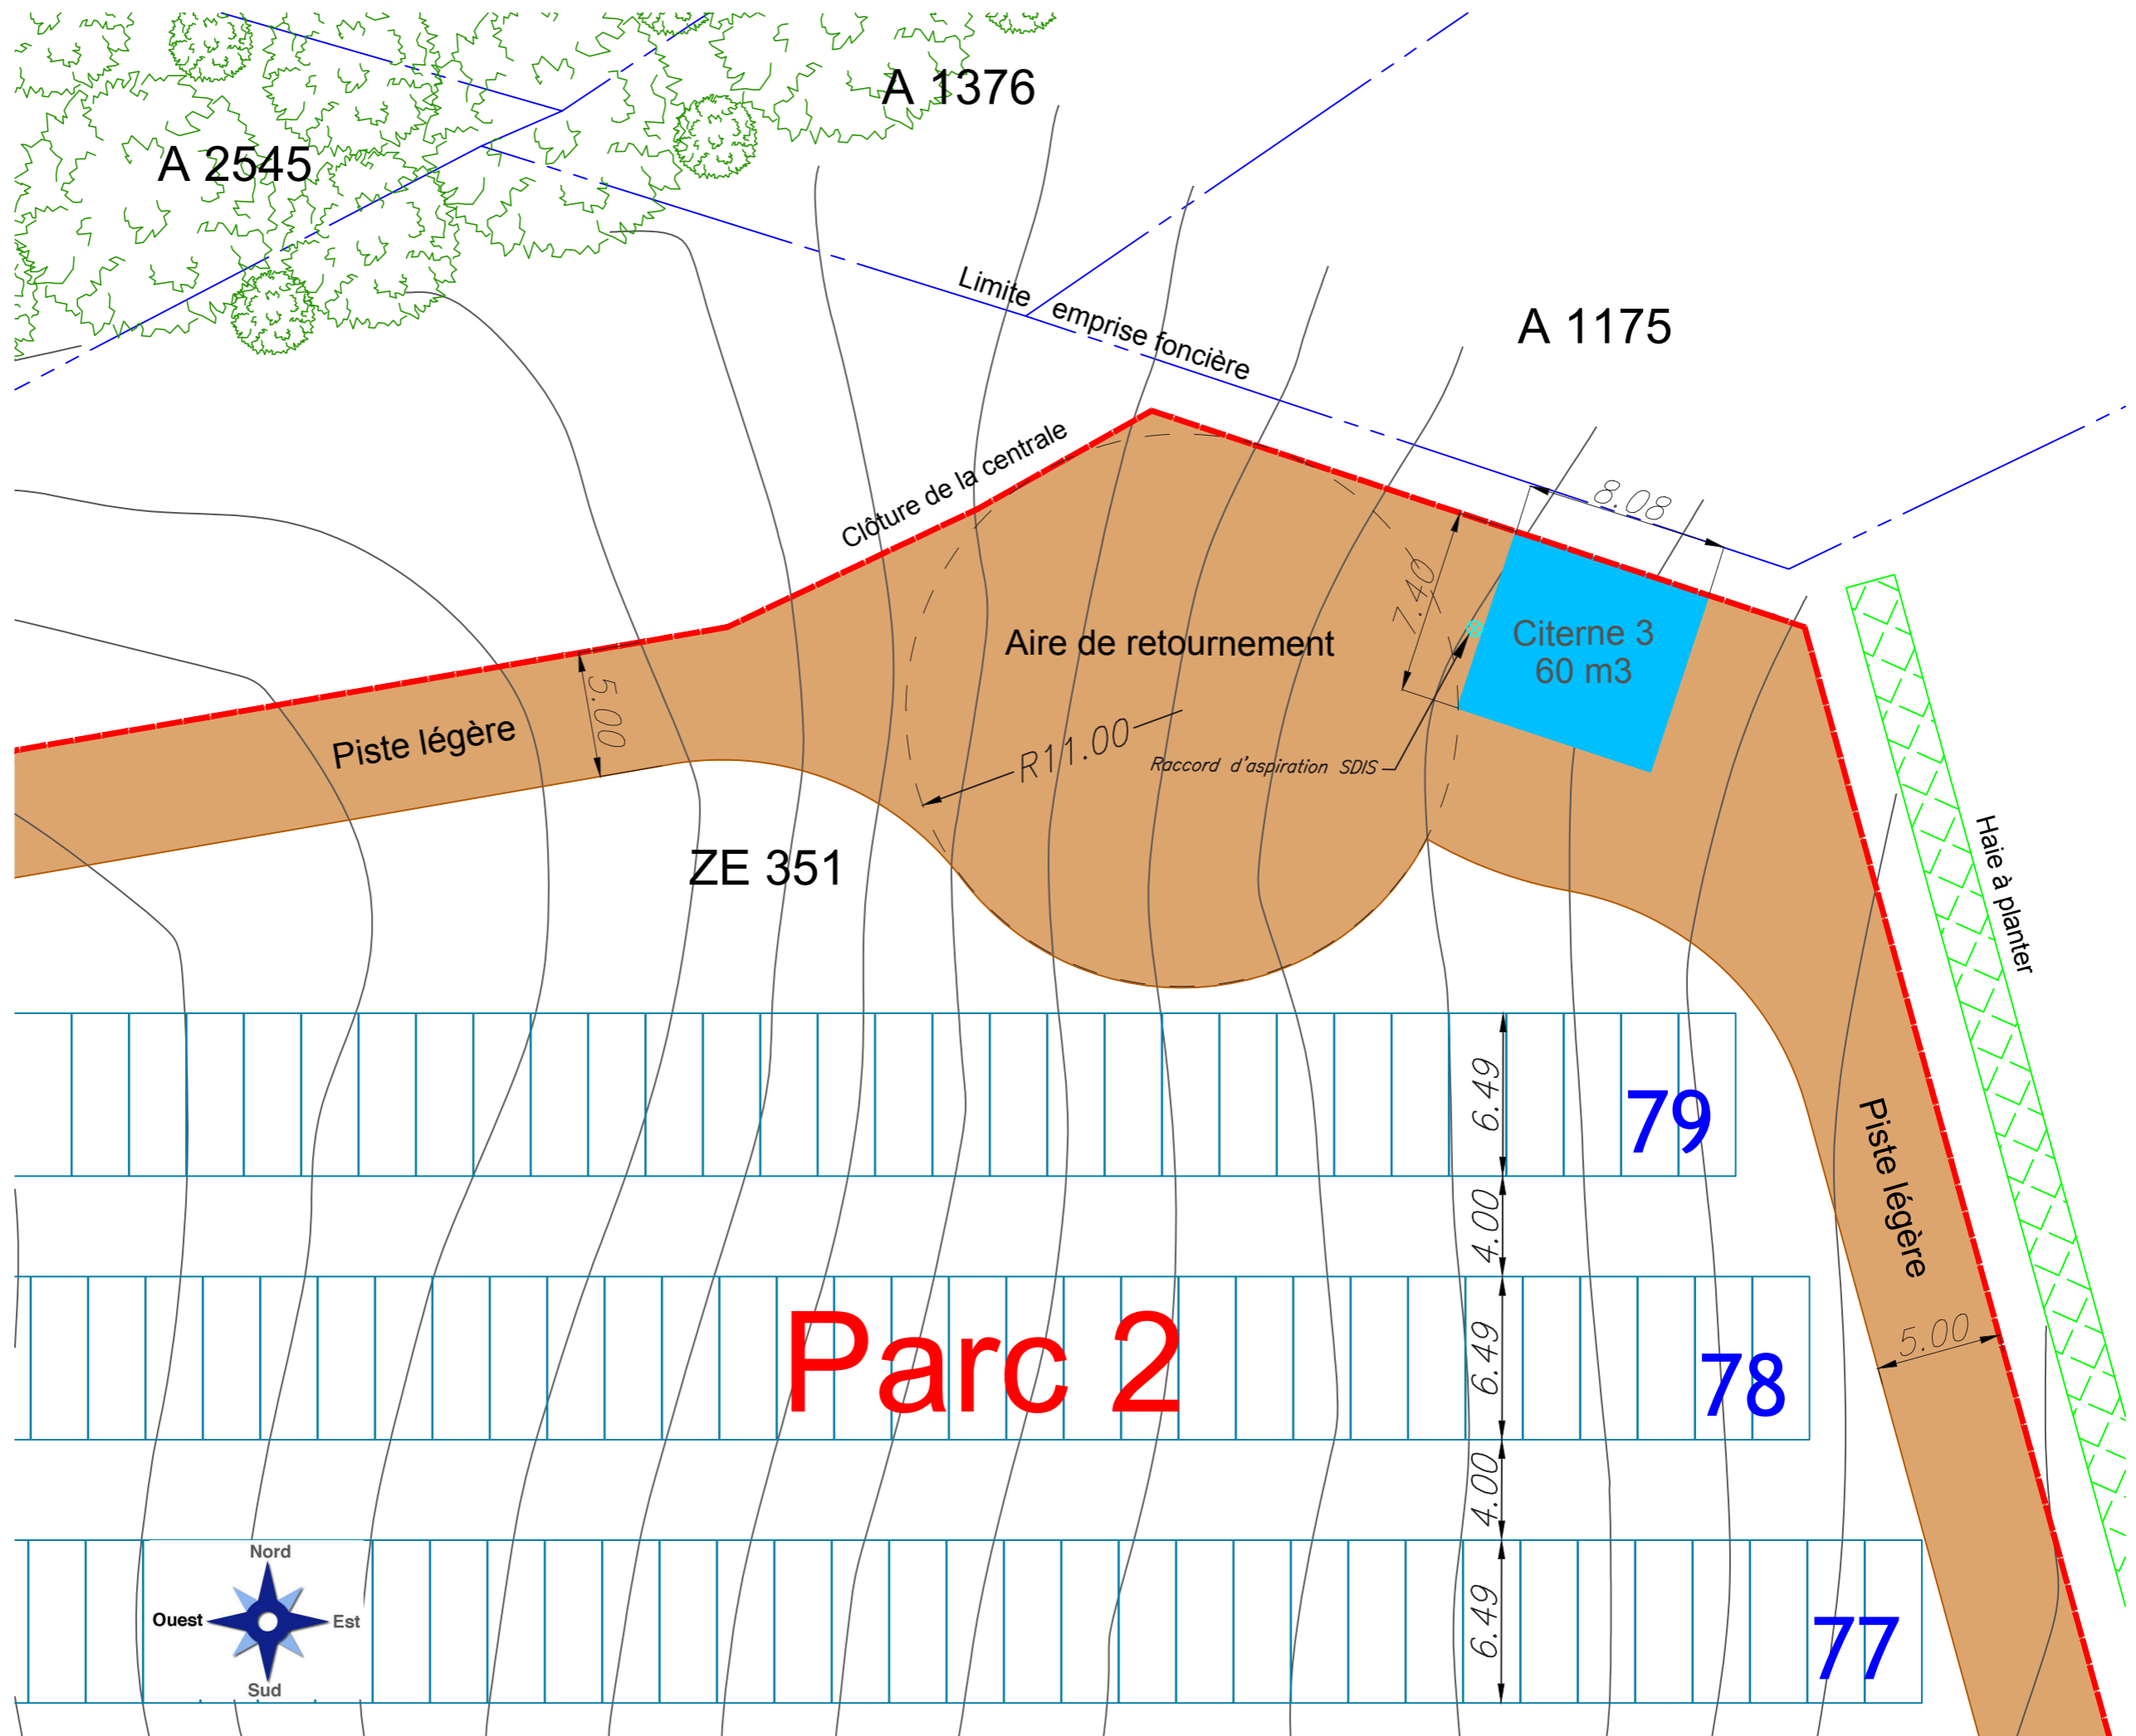 A 1376
A 2545
Limite emprise foncière
A 1175
Clôture de la centrale
8.08
7.40
Aire de retournement
Citerne 3
60 m3
5.00
Piste légère
R11.00
Raccord d'aspiration SDIS
ZE 351
Haie à planter
6.49
79
Piste légère
4.00
Parc 2
6.49
78
5.00
4.00
Nord
Ouest
Est
Sud
6.49
77